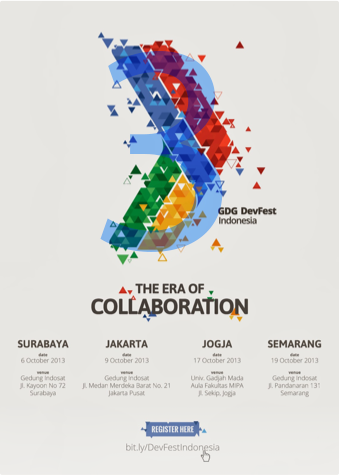 GDG DevFest
Indonesia
THE ERA OF
COLLABORATION
SURABAYA
date
6 October 2013
venue
Gedung Indosat
Jl. Kayoon No 72
Surabaya
JAKARTA
date
9 October 2013
venue
Gedung Indosat
Jl. Medan Merdeka Barat No. 21
Jakarta Pusat
JOGJA
date
17 October 2013
venue
Univ. Gadjah Mada
Aula Fakultas MIPA
Jl. Sekip, Jogja
SEMARANG
date
19 October 2013
venue
Gedung Indosat
Jl. Pandanaran 131
Semarang
REGISTER HERE
bit.ly/DevFestIndonesia